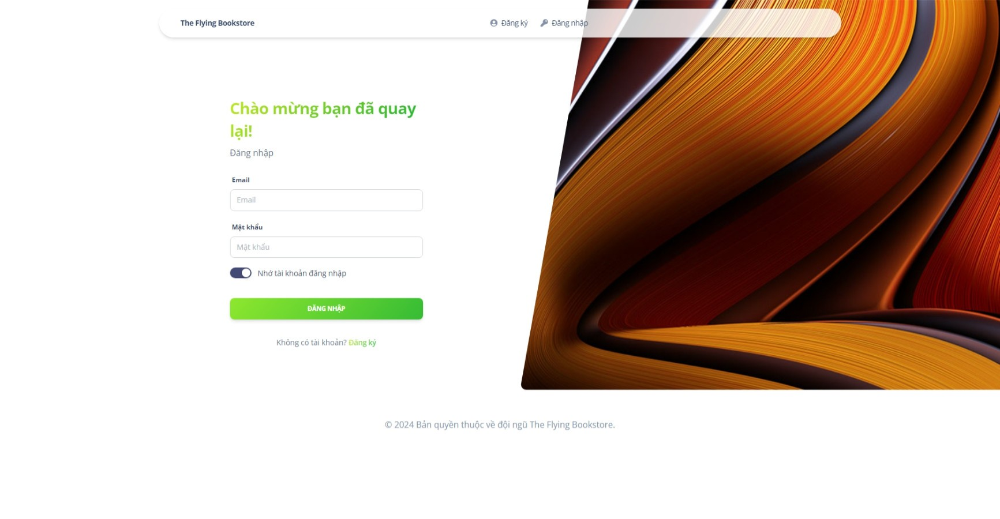 The Flying Bookstore
Đăng ký
Đăng nhập
Chào mừng bạn đã quay
lại!
Đăng nhập
Email
Email
Mật khẩu
Mật khẩu
Nhớ tài khoản đăng nhập
ĐĂNG NHẬP
Không có tài khoản? Đăng ký
© 2024 Bản quyền thuộc về đội ngũ The Flying Bookstore.